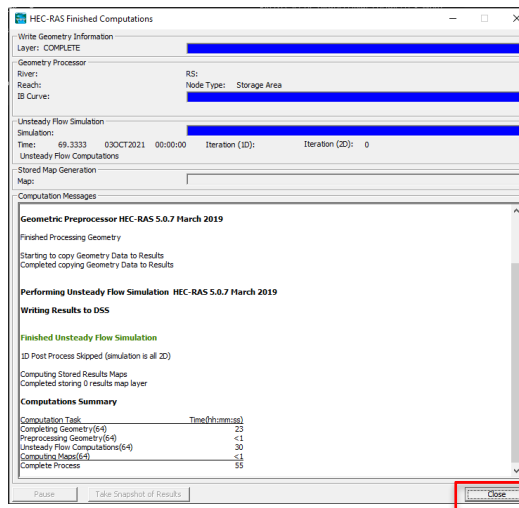 HEC-RAS Finished Computations
Write Geometry Information
Layer: COMPLETE
Geometry Processor
River: RS:
Reach: Node Type: Storage Area
IB Curve:
Unsteady Flow Simulation
Simulation:
Time: 69.3333 03OCT2021 00:00:00 Iteration (1D): Iteration (2D): 0
Unsteady Flow Computations
Stored Map Generation
Map:
Computation Messages
Geometric Preprocessor HEC-RAS 5.0.7 March 2019
Finished Processing Geometry
Starting to copy Geometry Data to Results
Completed copying Geometry Data to Results
Performing Unsteady Flow Simulation HEC-RAS 5.0.7 March 2019
Writing Results to DSS
Finished Unsteady Flow Simulation
1D Post Process Skipped (simulation is all 2D)
Computing Stored Results Maps
Completed storing 0 results map layer
Computations Summary
Computation Task Time(hh:mm:ss)
Completing Geometry(64) 23
Preprocessing Geometry(64) <1
Unsteady Flow Computations(64) 30
Computing Maps(64) <1
Complete Process 55
Pause Take Snapshot of Results Close